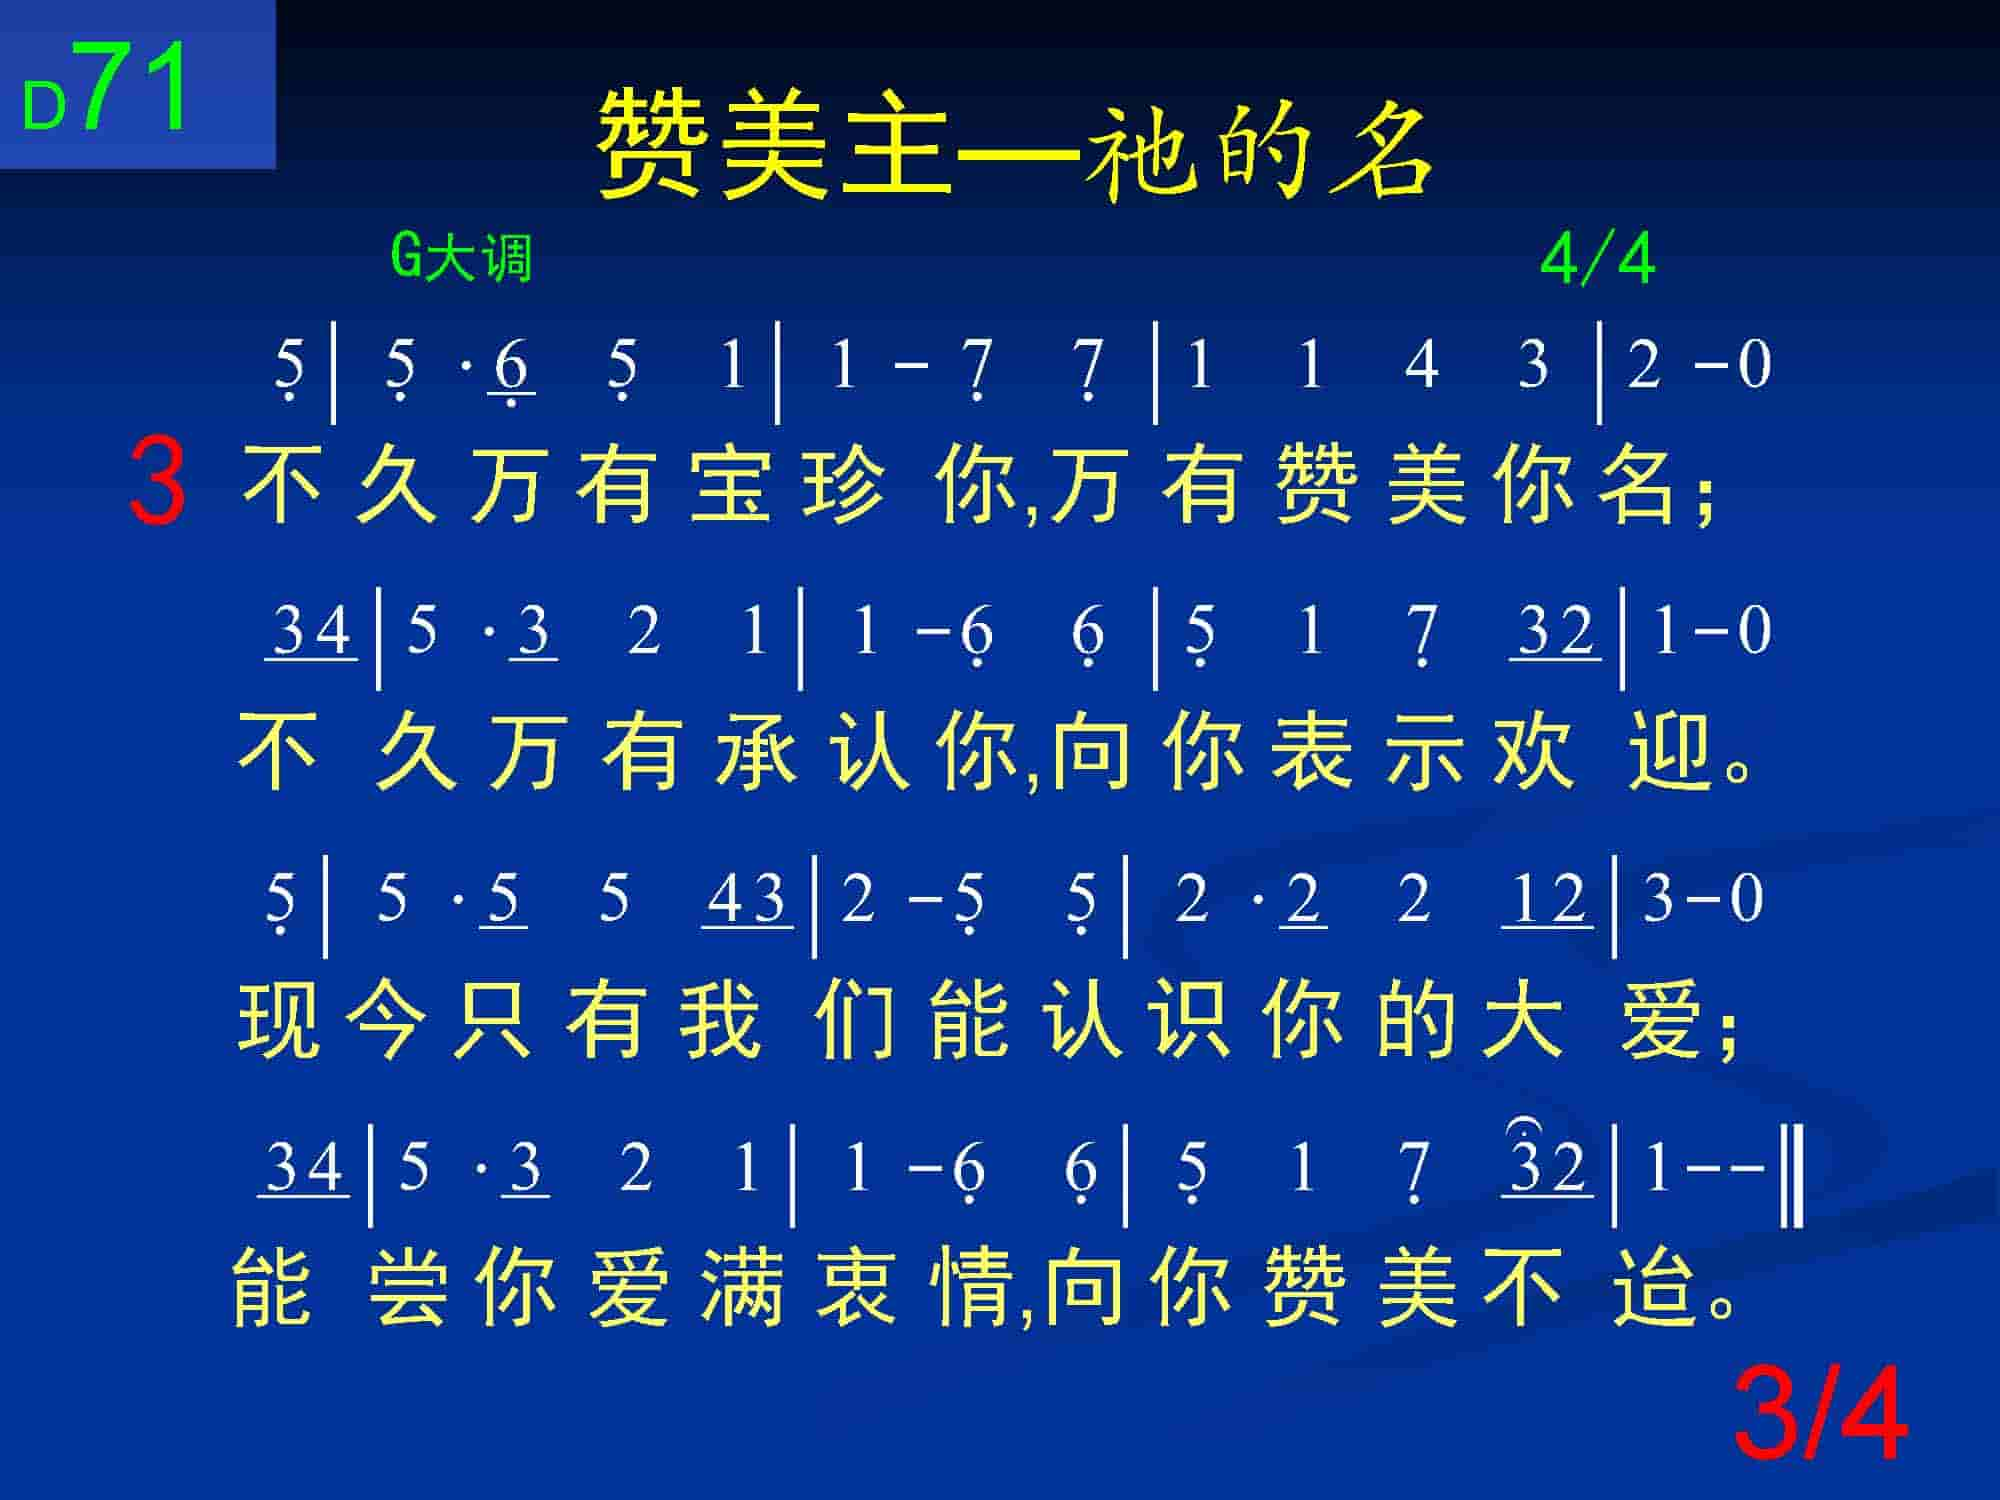 D71
赞美主—祂的名
G大调 4/4
5̣ | 5̣ · 6̣ 5̣ 1 | 1 - 7̣ 7̣ | 1 1 4 3 | 2 - 0
3 不久万有宝珍你,万有赞美你名；
34 | 5 · 3 2 1 | 1 - 6̣ 6̣ | 5̣ 1 7̣ 32 | 1 - 0
不久万有承认你,向你表示欢迎。
5̣ | 5 · 5 5 43 | 2 - 5̣ 5̣ | 2 · 2 2 12 | 3 - 0
现今只有我们能认识你的大爱；
34 | 5 · 3 2 1 | 1 - 6̣ 6̣ | 5̣ 1 7̣ 32 | 1 - - ‖
能尝你爱满衷情,向你赞美不迨。
3/4